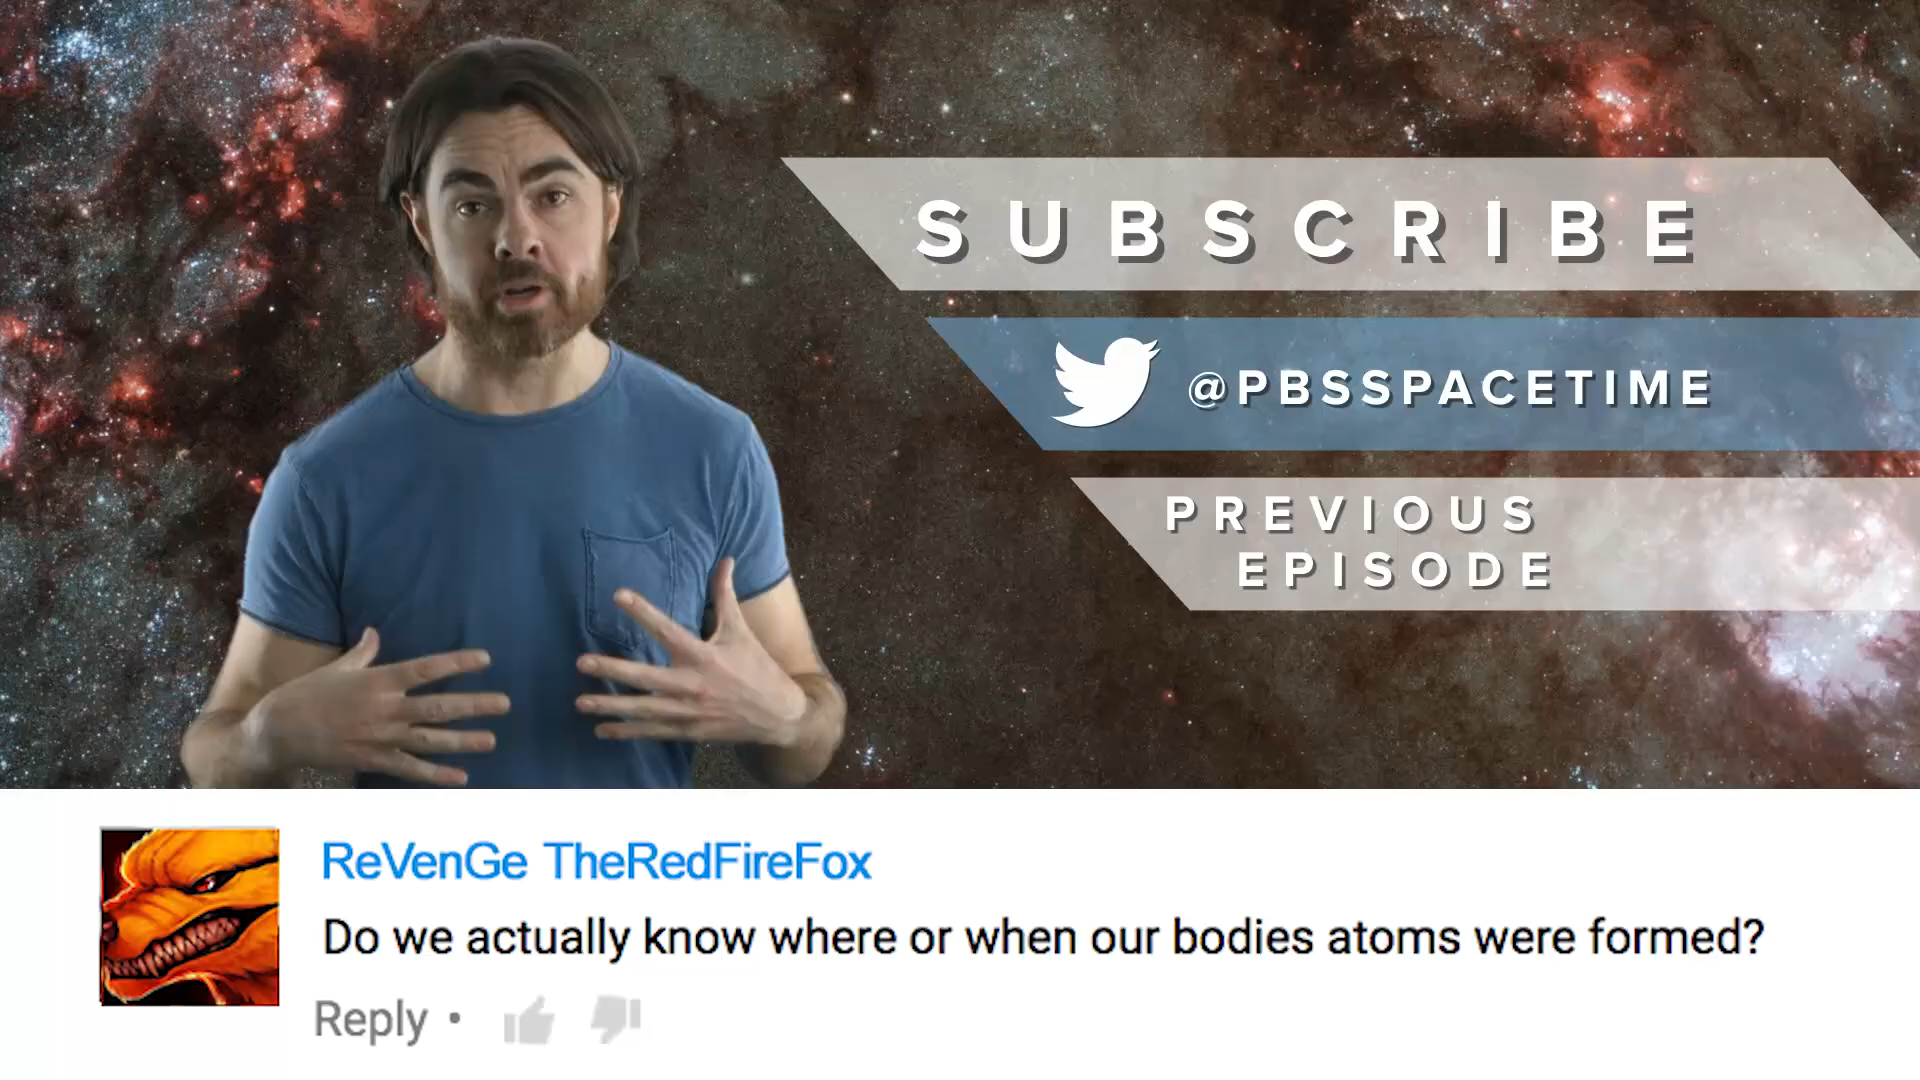 SUBSCRIBE
@PBSSPACETIME
PREVIOUS
EPISODE
ReVenGe TheRedFireFox
Do we actually know where or when our bodies atoms were formed?
Reply •